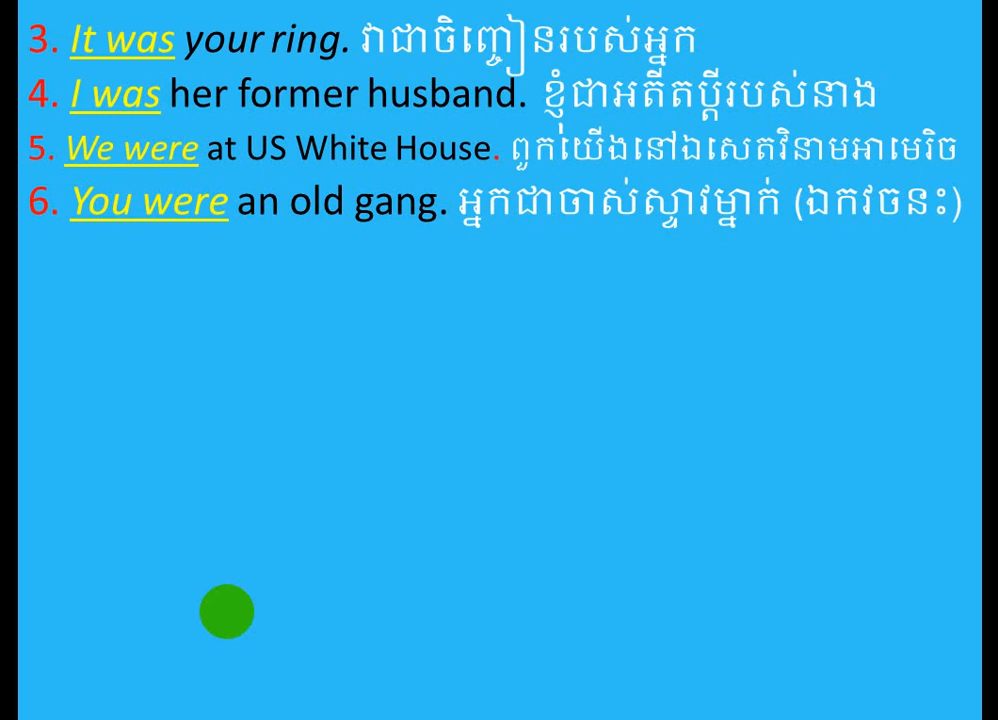 3. It was your ring. វាជាចិញ្ចៀនរបស់អ្នក
4. I was her former husband. ខ្ញុំជាអតីតប្តីរបស់នាង
5. We were at US White House. ពួកយើងនៅឯសេតវិនាមអាមេរិច
6. You were an old gang. អ្នកជាចាស់ស្ទាវម្នាក់ (ឯកវចនះ)